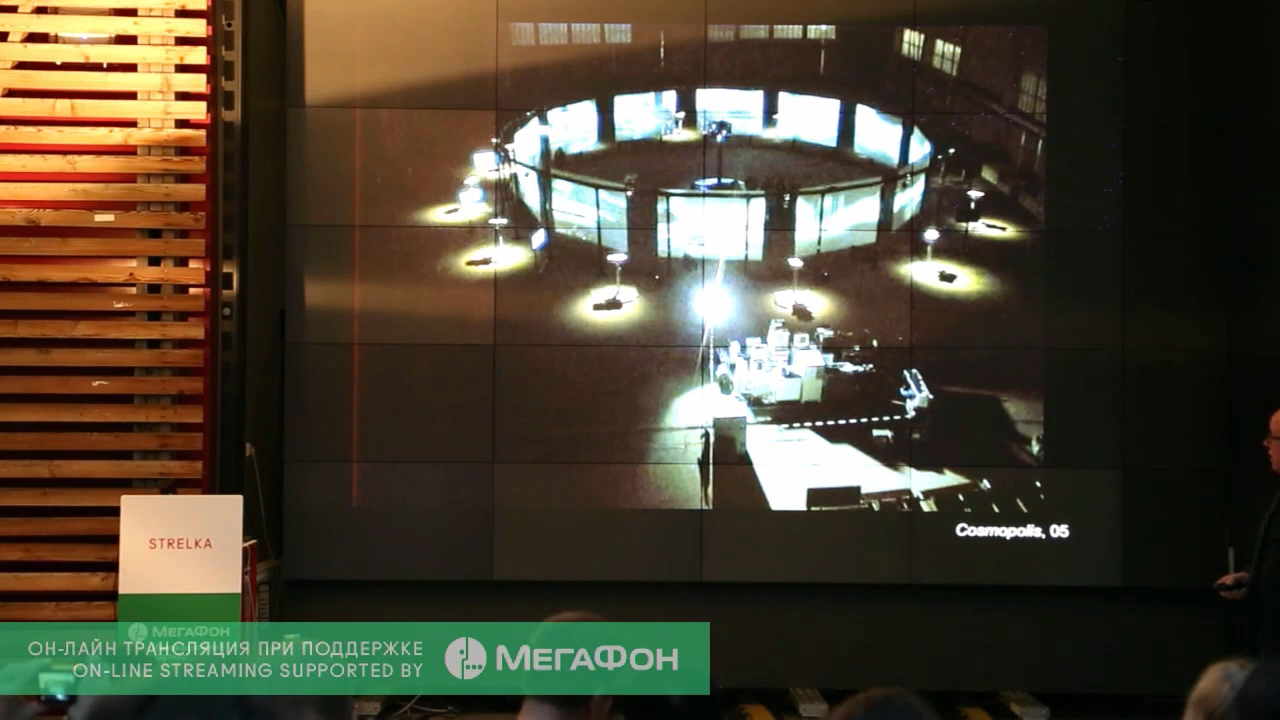 Cosmopolis, 05
STRELKA
МЕГАФОН
ОН-ЛАЙН ТРАНСЛЯЦИЯ ПРИ ПОДДЕРЖКЕ
ON-LINE STREAMING SUPPORTED BY
МЕГАФОН